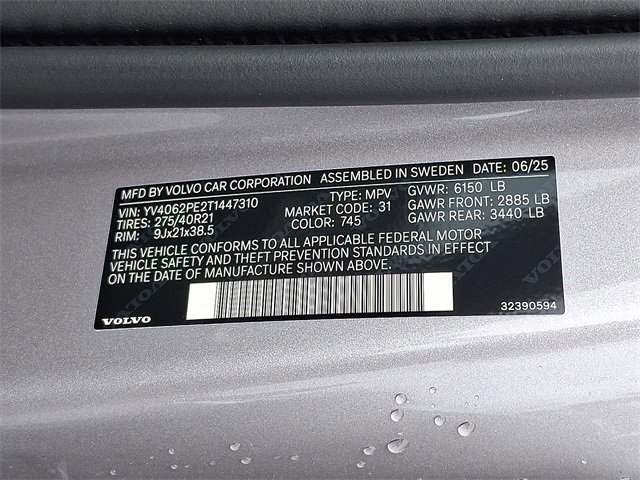 MFD BY VOLVO CAR CORPORATION ASSEMBLED IN SWEDEN DATE: 06/25
VIN: YV4062PE2T1447310 TYPE: MPV GVWR: 6150 LB
TIRES: 275/40R21 MARKET CODE: 31 GAWR FRONT: 2885 LB
RIM: 9Jx21x38.5 COLOR: 745 GAWR REAR: 3440 LB
THIS VEHICLE CONFORMS TO ALL APPLICABLE FEDERAL MOTOR
VEHICLE SAFETY AND THEFT PREVENTION STANDARDS IN EFFECT
ON THE DATE OF MANUFACTURE SHOWN ABOVE.
VOLVO 32390594